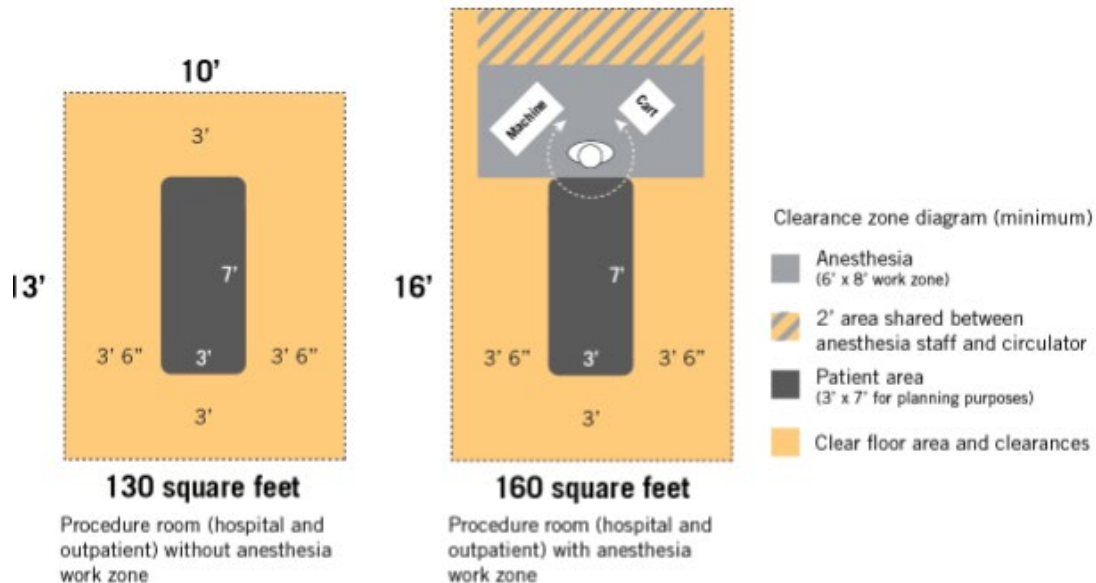 10'
3'
7'
13'
3' 6" 3' 3' 6"
3'
130 square feet
Procedure room (hospital and
outpatient) without anesthesia
work zone
Machine
Cart
7'
16'
3' 6" 3' 3' 6"
3'
160 square feet
Procedure room (hospital and
outpatient) with anesthesia
work zone
Clearance zone diagram (minimum)
Anesthesia
(6' x 8' work zone)
2' area shared between
anesthesia staff and circulator
Patient area
(3' x 7' for planning purposes)
Clear floor area and clearances